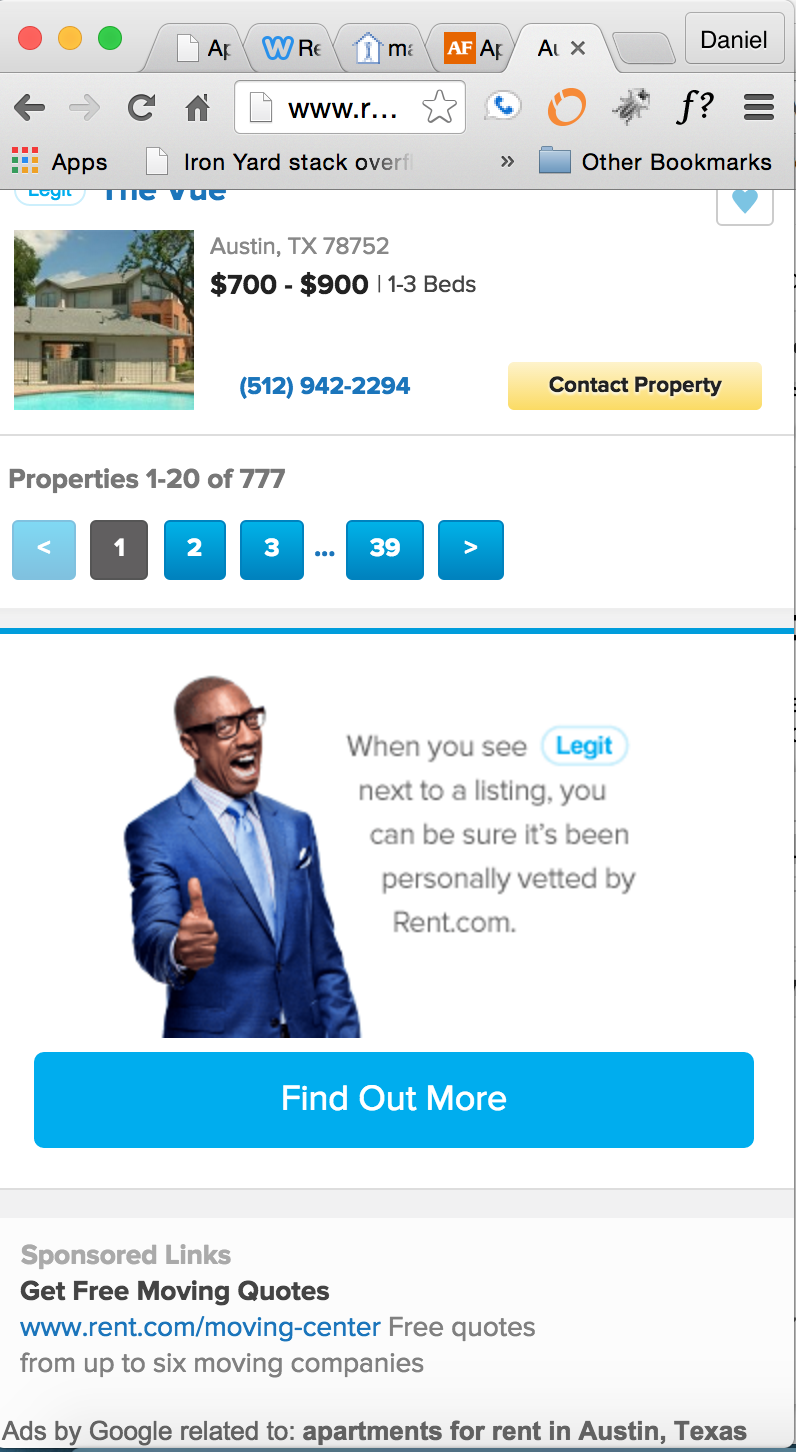 Ap
Re
ma
AF Ap
Au
Daniel
www.r...
f?
Apps
Iron Yard stack overfl
»
Other Bookmarks
Legit The Vue
Austin, TX 78752
$700 - $900 | 1-3 Beds
(512) 942-2294
Contact Property
Properties 1-20 of 777
< 1 2 3 ... 39 >
When you see Legit
next to a listing, you
can be sure it's been
personally vetted by
Rent.com.
Find Out More
Sponsored Links
Get Free Moving Quotes
www.rent.com/moving-center Free quotes
from up to six moving companies
Ads by Google related to: apartments for rent in Austin, Texas